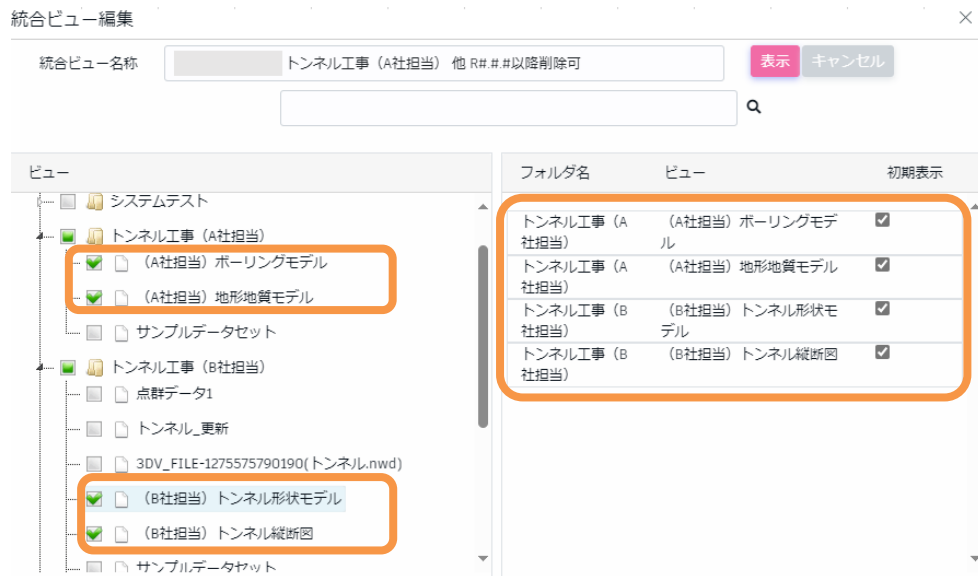 統合ビュー編集
統合ビュー名称
トンネル工事（A社担当）他 R#.#.#以降削除可
表示
キャンセル
ビュー
システムテスト
トンネル工事（A社担当）
（A社担当）ボーリングモデル
（A社担当）地形地質モデル
サンプルデータセット
トンネル工事（B社担当）
点群データ1
トンネル_更新
3DV_FILE-1275575790190(トンネル.nwd)
（B社担当）トンネル形状モデル
（B社担当）トンネル縦断図
サンプルデータセット
フォルダ名 ビュー 初期表示
トンネル工事（A （A社担当）ボーリングモデ
社担当） ル
トンネル工事（A （A社担当）地形地質モデル
社担当）
トンネル工事（B （B社担当）トンネル形状モ
社担当） デル
トンネル工事（B （B社担当）トンネル縦断図
社担当）